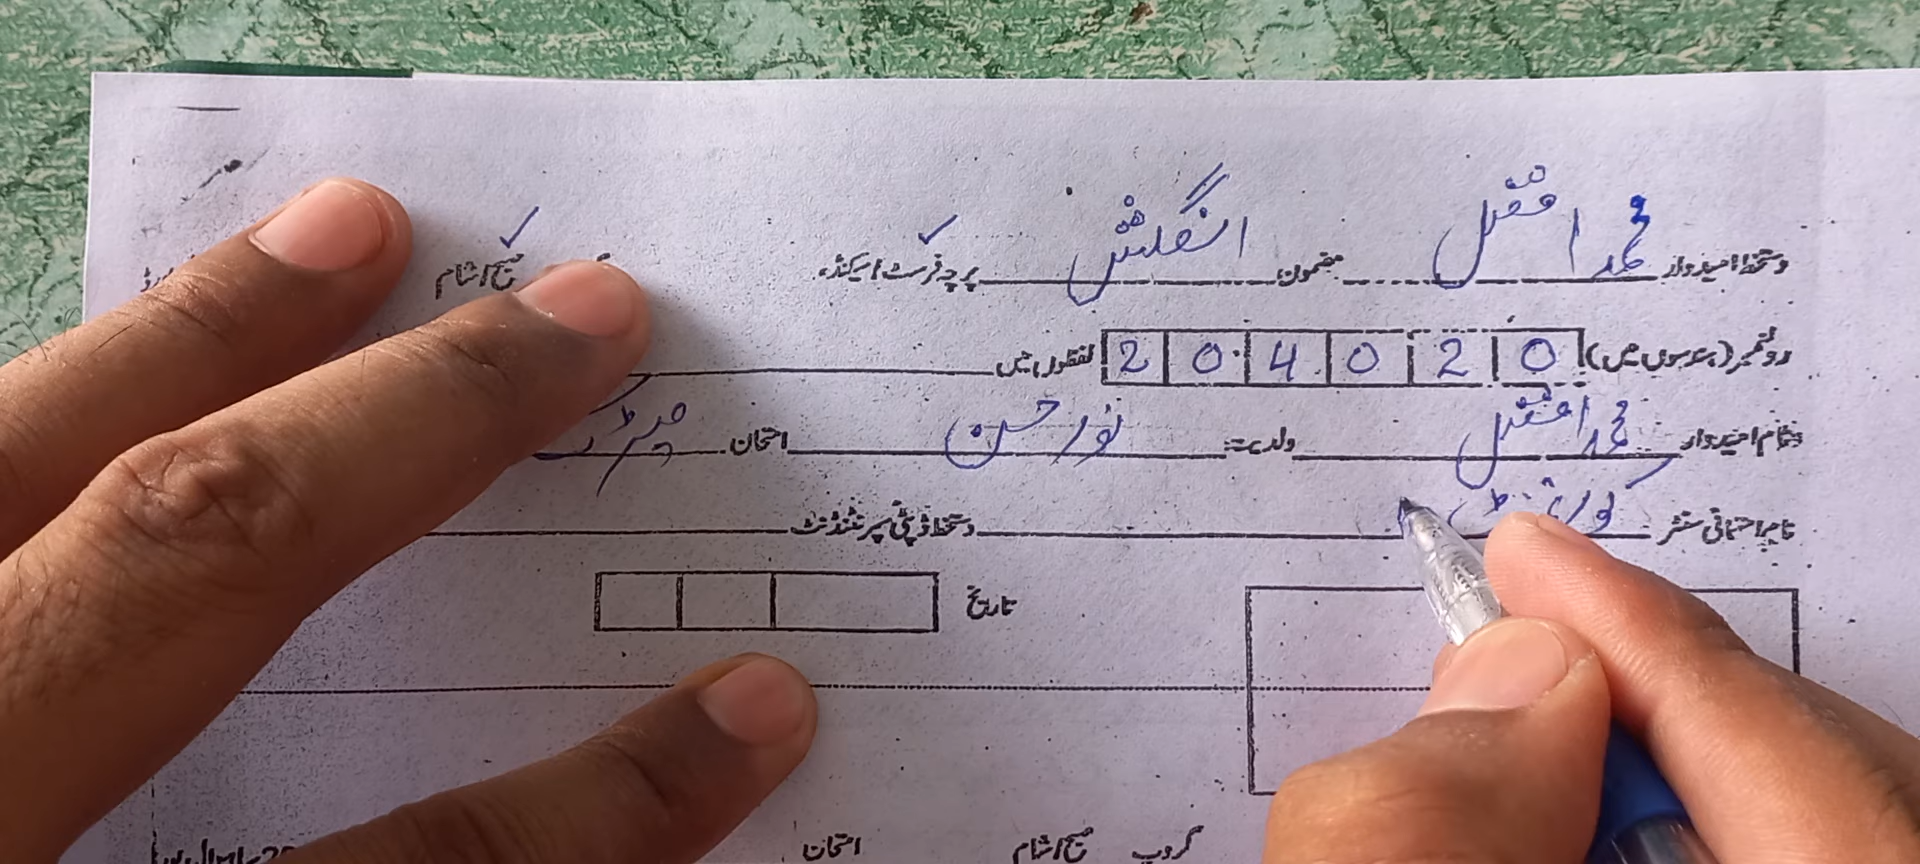 دستخط امیدوار محمد افضل مضمون انگلش پرچہ فرسٹ/سیکنڈ، صبح/شام
رولنمبر (ہندسوں میں) 2 0 4 0 2 0 لفظوں میں
نام امیدوار محمد افضل ولدیت: نور حسن امتحان میٹرک
نام امتحانی سنٹر گورنمنٹ دستخط ڈپٹی سپرنٹنڈنٹ
تاریخ
گروپ صبح/شام امتحان